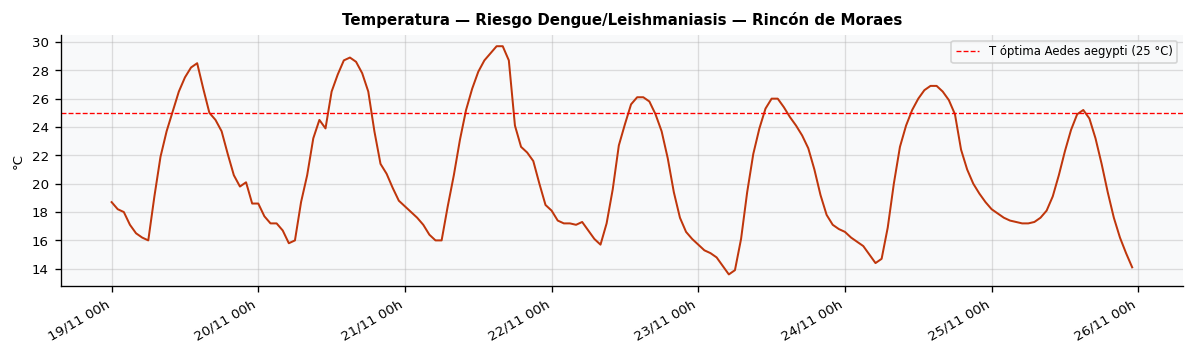 Temperatura — Riesgo Dengue/Leishmaniasis — Rincón de Moraes
T óptima Aedes aegypti (25 °C)
°C
30
28
26
24
22
20
18
16
14
19/11 00h
20/11 00h
21/11 00h
22/11 00h
23/11 00h
24/11 00h
25/11 00h
26/11 00h